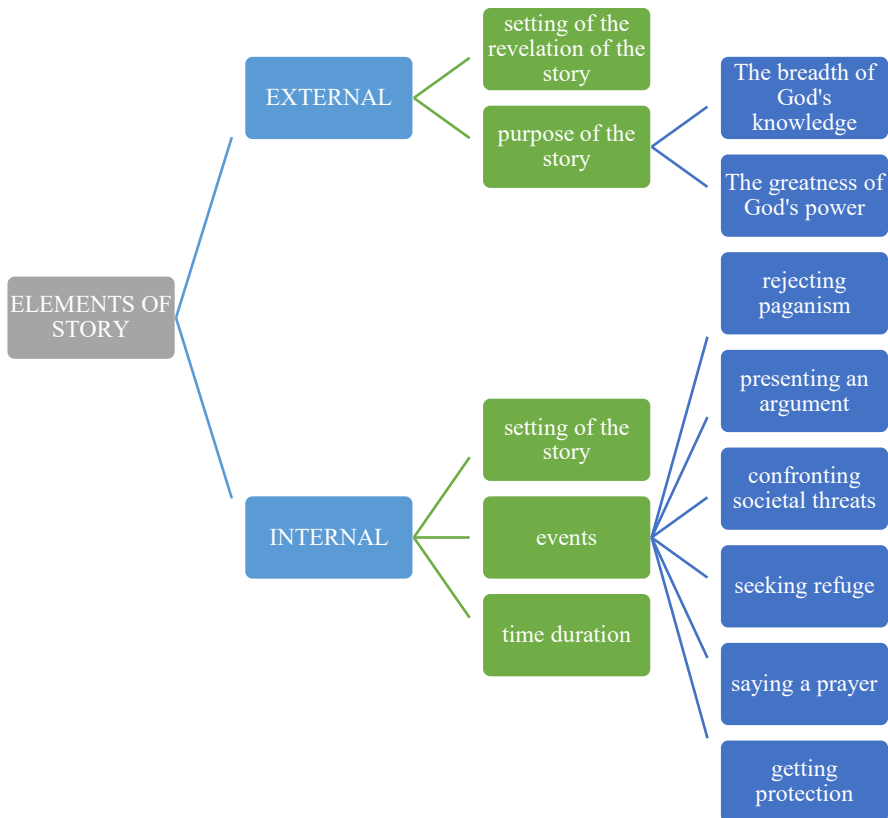 ELEMENTS OF
STORY
EXTERNAL
setting of the
revelation of the
story
purpose of the
story
The breadth of
God's
knowledge
The greatness of
God's power
INTERNAL
setting of the
story
events
rejecting
paganism
presenting an
argument
confronting
societal threats
seeking refuge
saying a prayer
getting
protection
time duration